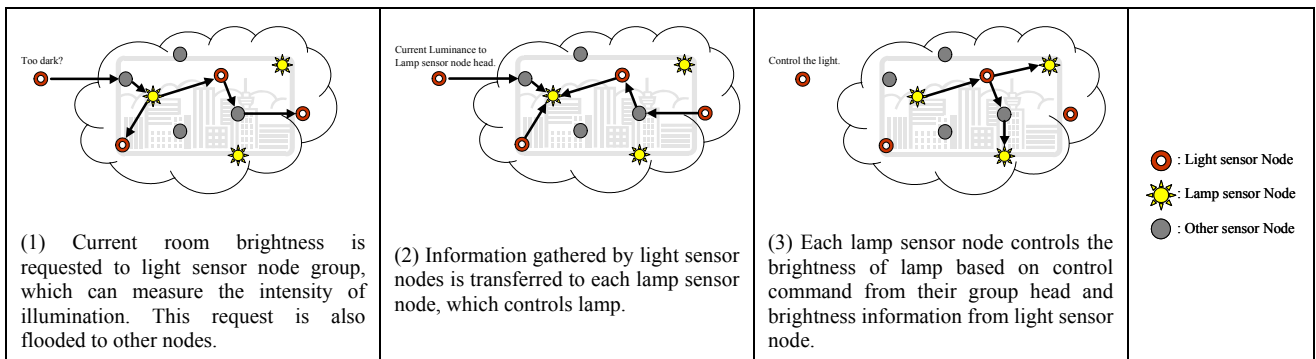 Too dark?
(1) Current room brightness is
requested to light sensor node group,
which can measure the intensity of
illumination. This request is also
flooded to other nodes.
Current Luminance to
Lamp sensor node head.
(2) Information gathered by light sensor
nodes is transferred to each lamp sensor
node, which controls lamp.
Control the light.
(3) Each lamp sensor node controls the
brightness of lamp based on control
command from their group head and
brightness information from light sensor
node.
: Light sensor Node
: Lamp sensor Node
: Other sensor Node